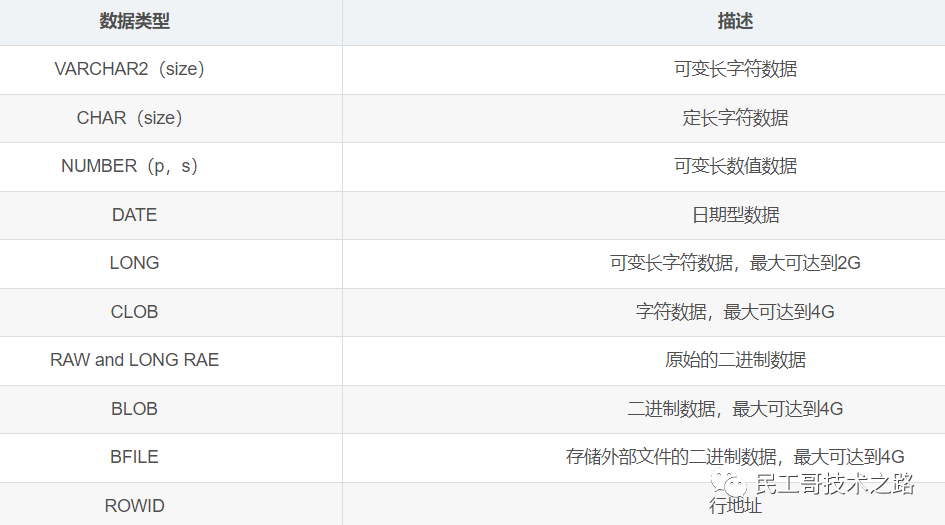 数据类型 描述
VARCHAR2（size） 可变长字符数据
CHAR（size） 定长字符数据
NUMBER（p，s） 可变长数值数据
DATE 日期型数据
LONG 可变长字符数据，最大可达到2G
CLOB 字符数据，最大可达到4G
RAW and LONG RAE 原始的二进制数据
BLOB 二进制数据，最大可达到4G
BFILE 存储外部文件的二进制数据，最大可达到4G
ROWID 行地址
民工哥技术之路